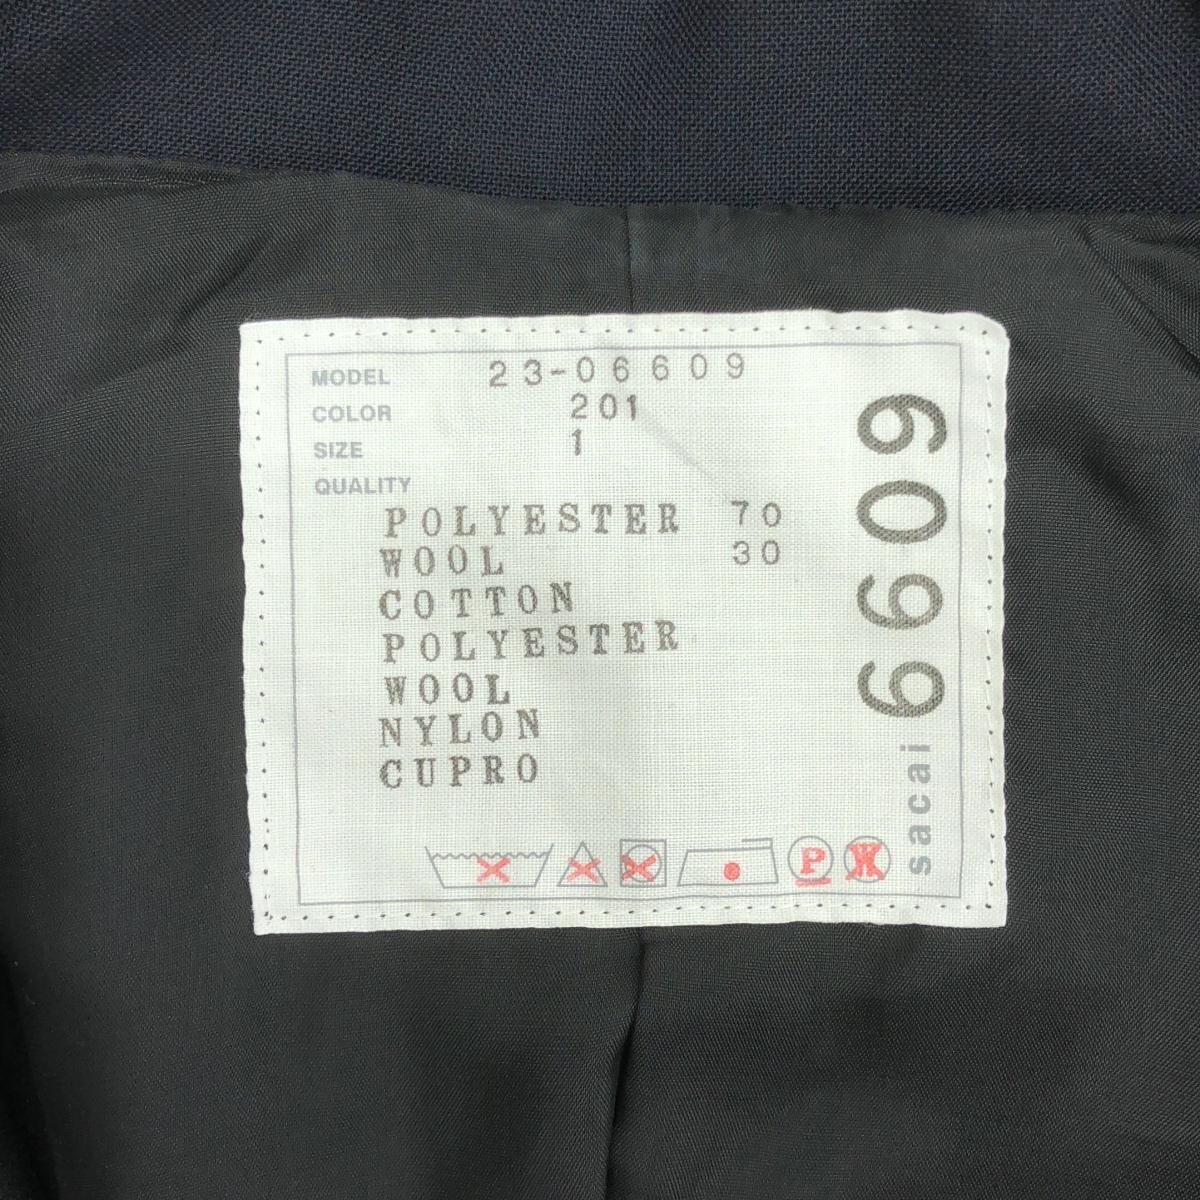 MODEL 23-06609
COLOR 201
SIZE 1
QUALITY
POLYESTER 70
WOOL 30
COTTON
POLYESTER
WOOL
NYLON
CUPRO
P W
sacai 6609